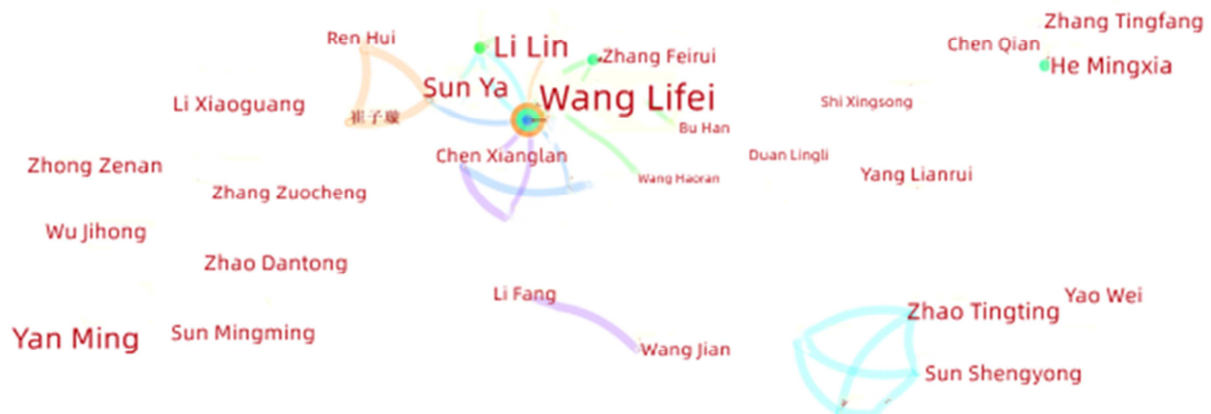 Zhang Tingfang
Ren Hui
Chen Qian
Li Lin
Zhang Feirui
He Mingxia
Sun Ya
Wang Lifei
Li Xiaoguang
Shi Xingsong
崔子璇
Bu Han
Chen Xianglan
Duan Lingli
Zhong Zenan
Yang Lianrui
Wang Haoran
Zhang Zuocheng
Wu Jihong
Zhao Dantong
Li Fang
Yao Wei
Zhao Tingting
Yan Ming
Sun Mingming
Wang Jian
Sun Shengyong